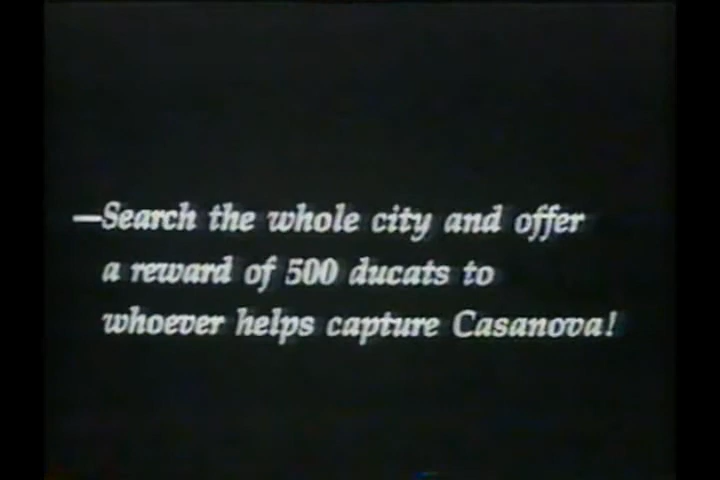 —Search the whole city and offer
a reward of 500 ducats to
whoever helps capture Casanova!